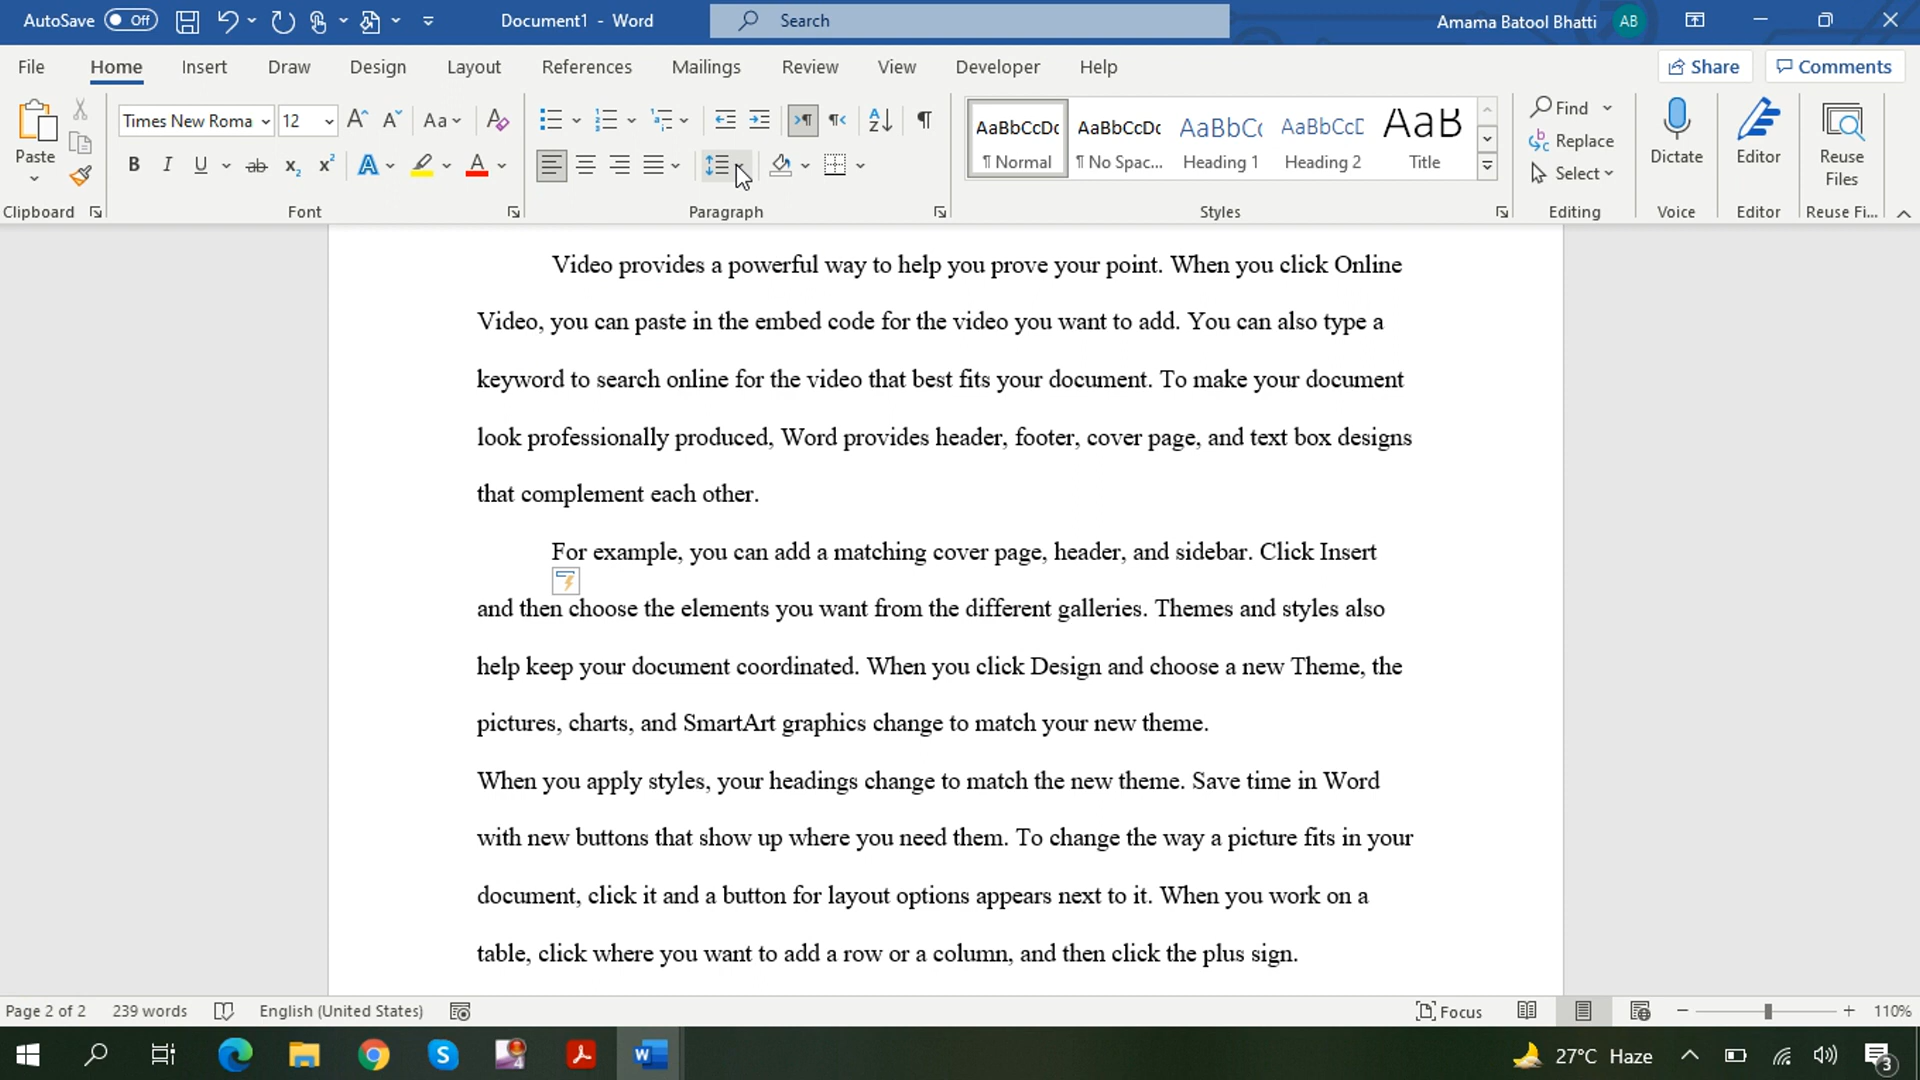 AutoSave Off Document1 - Word Search Amama Batool Bhatti AB
File Home Insert Draw Design Layout References Mailings Review View Developer Help Share Comments
Paste
Clipboard
Times New Roma 12 Aa
B I U x₂ x² A A
Font
Paragraph
AaBbCcDc AaBbCcDc AaBbCc AaBbCcD AaB
¶ Normal ¶ No Spac... Heading 1 Heading 2 Title
Styles
Find
Replace
Select
Editing
Dictate
Voice
Editor
Editor
Reuse
Files
Reuse Fi...
Video provides a powerful way to help you prove your point. When you click Online
Video, you can paste in the embed code for the video you want to add. You can also type a
keyword to search online for the video that best fits your document. To make your document
look professionally produced, Word provides header, footer, cover page, and text box designs
that complement each other.
For example, you can add a matching cover page, header, and sidebar. Click Insert
and then choose the elements you want from the different galleries. Themes and styles also
help keep your document coordinated. When you click Design and choose a new Theme, the
pictures, charts, and SmartArt graphics change to match your new theme.
When you apply styles, your headings change to match the new theme. Save time in Word
with new buttons that show up where you need them. To change the way a picture fits in your
document, click it and a button for layout options appears next to it. When you work on a
table, click where you want to add a row or a column, and then click the plus sign.
Page 2 of 2 239 words English (United States) Focus 110%
27°C Haze 3